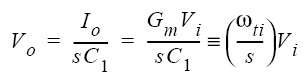 V_o = I_o / sC_1 = G_m V_i / sC_1 ≡ (ω_ti / s) V_i